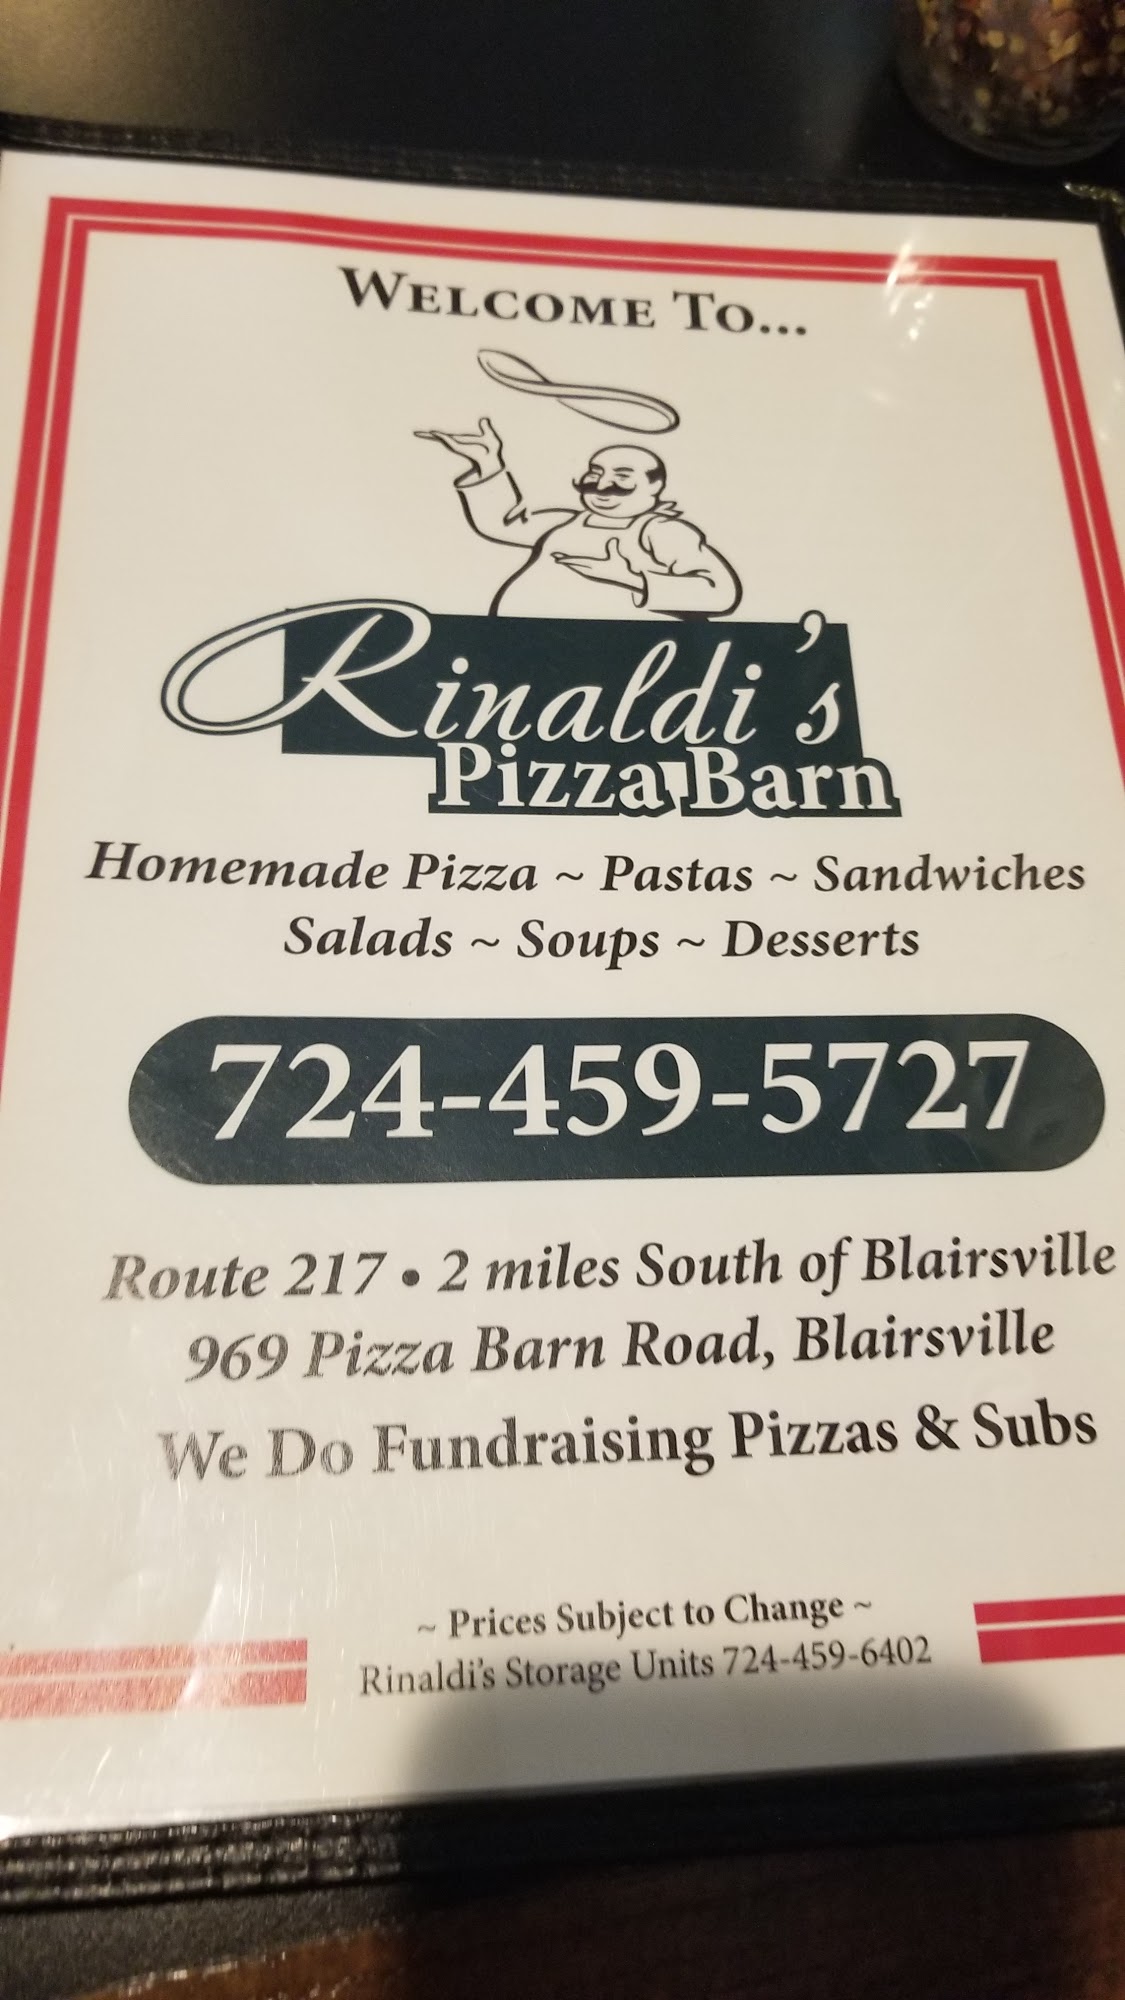 WELCOME TO...
Rinaldi's
Pizza Barn
Homemade Pizza ~ Pastas ~ Sandwiches
Salads ~ Soups ~ Desserts
724-459-5727
Route 217 • 2 miles South of Blairsville
969 Pizza Barn Road, Blairsville
We Do Fundraising Pizzas & Subs
~ Prices Subject to Change ~
Rinaldi's Storage Units 724-459-6402